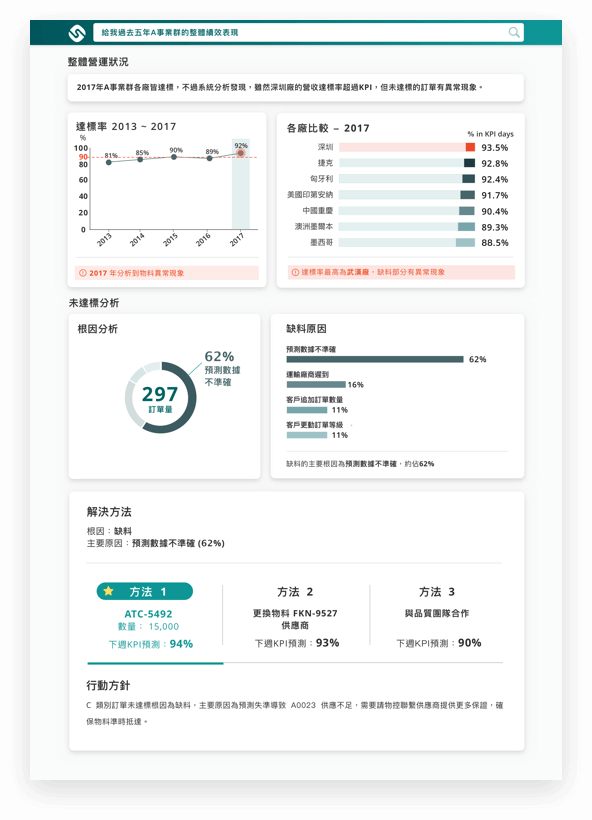 給我過去五年A事業群的整體績效表現
整體營運狀況
2017年A事業群各廠皆達標，不過系統分析發現，雖然深圳廠的營收達標率超過KPI，但未達標的訂單有異常現象。
達標率 2013 ~ 2017
%
100
90
80
60
40
20
0
81%
85%
90%
89%
92%
2013
2014
2015
2016
2017
2017 年分析到物料異常現象
各廠比較 – 2017
% in KPI days
深圳 93.5%
捷克 92.8%
匈牙利 92.4%
美國印第安納 91.7%
中國重慶 90.4%
澳洲墨爾本 89.3%
墨西哥 88.5%
達標率最高為武漢廠，缺料部分有異常現象
未達標分析
根因分析
62%
預測數據
不準確
297
訂單量
缺料原因
預測數據不準確
62%
運輸廠商遲到
16%
客戶追加訂單數量
11%
客戶更動訂單等級
11%
缺料的主要根因為預測數據不準確，約佔62%
解決方法
根因：缺料
主要原因：預測數據不準確 (62%)
方法 1
ATC-5492
數量： 15,000
下週KPI預測：94%
方法 2
更換物料 FKN-9527
供應商
下週KPI預測：93%
方法 3
與品質團隊合作
下週KPI預測：90%
行動方針
C 類別訂單未達標根因為缺料，主要原因為預測失準導致 A0023 供應不足，需要請物控聯繫供應商提供更多保證，確
保物料準時抵達。